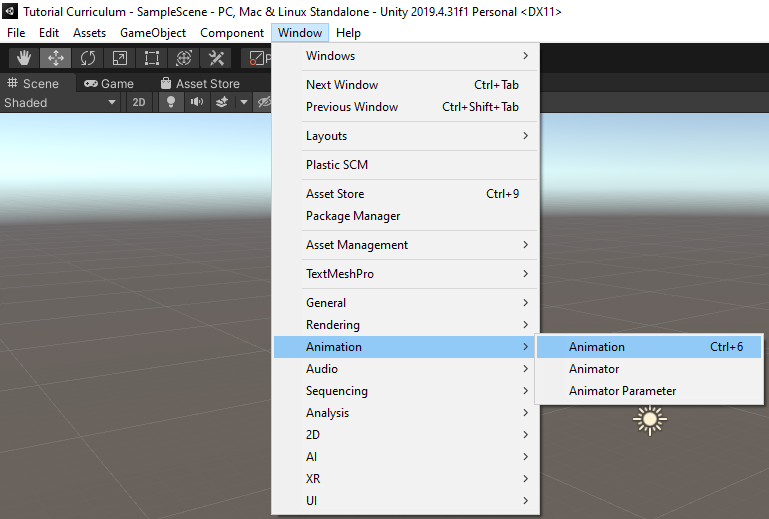 Tutorial Curriculum - SampleScene - PC, Mac & Linux Standalone - Unity 2019.4.31f1 Personal <DX11>
File Edit Assets GameObject Component Window Help
Scene Game Asset Store
Shaded 2D
Windows
Next Window Ctrl+Tab
Previous Window Ctrl+Shift+Tab
Layouts
Plastic SCM
Asset Store Ctrl+9
Package Manager
Asset Management
TextMeshPro
General
Rendering
Animation
Animation Ctrl+6
Audio
Animator
Sequencing
Animator Parameter
Analysis
2D
AI
XR
UI